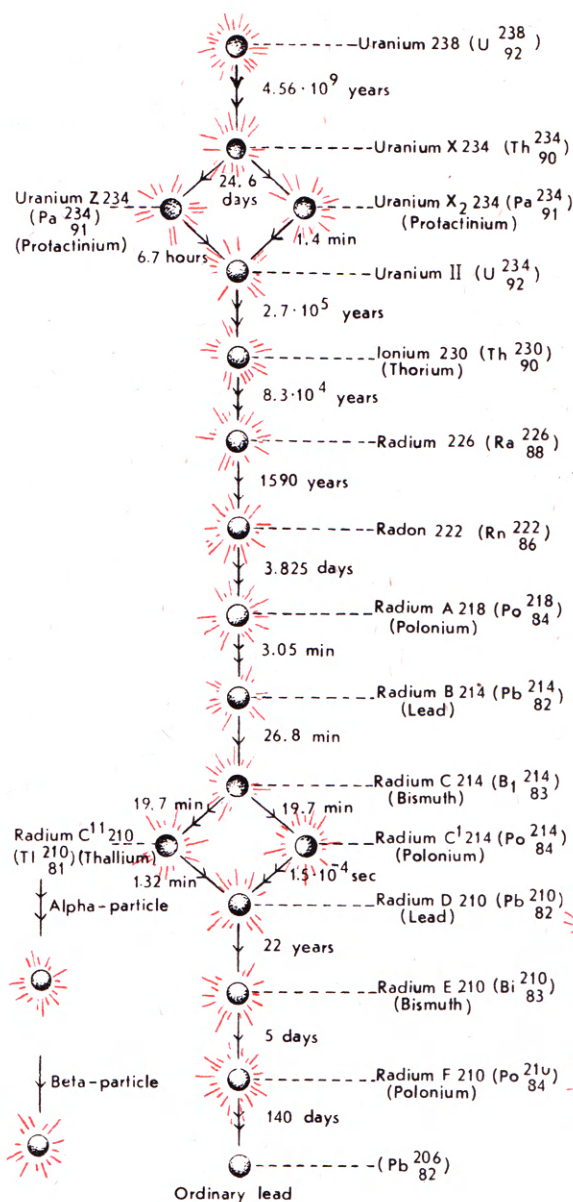 Uranium 238 (U 238
92)
4.56·10⁹ years
Uranium X 234 (Th 234
90)
24.6
days
Uranium Z 234
(Pa 234
91)
(Protactinium)
Uranium X₂ 234 (Pa 234
91)
(Protactinium)
6.7 hours
1.4 min
Uranium II (U 234
92)
2.7·10⁵ years
Ionium 230 (Th 230
90)
(Thorium)
8.3·10⁴ years
Radium 226 (Ra 226
88)
1590 years
Radon 222 (Rn 222
86)
3.825 days
Radium A 218 (Po 218
84)
(Polonium)
3.05 min
Radium B 214 (Pb 214
82)
(Lead)
26.8 min
Radium C 214 (B₁ 214
83)
(Bismuth)
19.7 min
19.7 min
Radium C¹¹ 210
(Tl 210
81) (Thallium)
Radium C¹ 214 (Po 214
84)
(Polonium)
1.32 min
1.5·10⁻⁴ sec
Radium D 210 (Pb 210
82)
(Lead)
Alpha-particle
22 years
Radium E 210 (Bi 210
83)
(Bismuth)
5 days
Beta-particle
Radium F 210 (Po 210
84)
(Polonium)
140 days
(Pb 206
82)
Ordinary lead